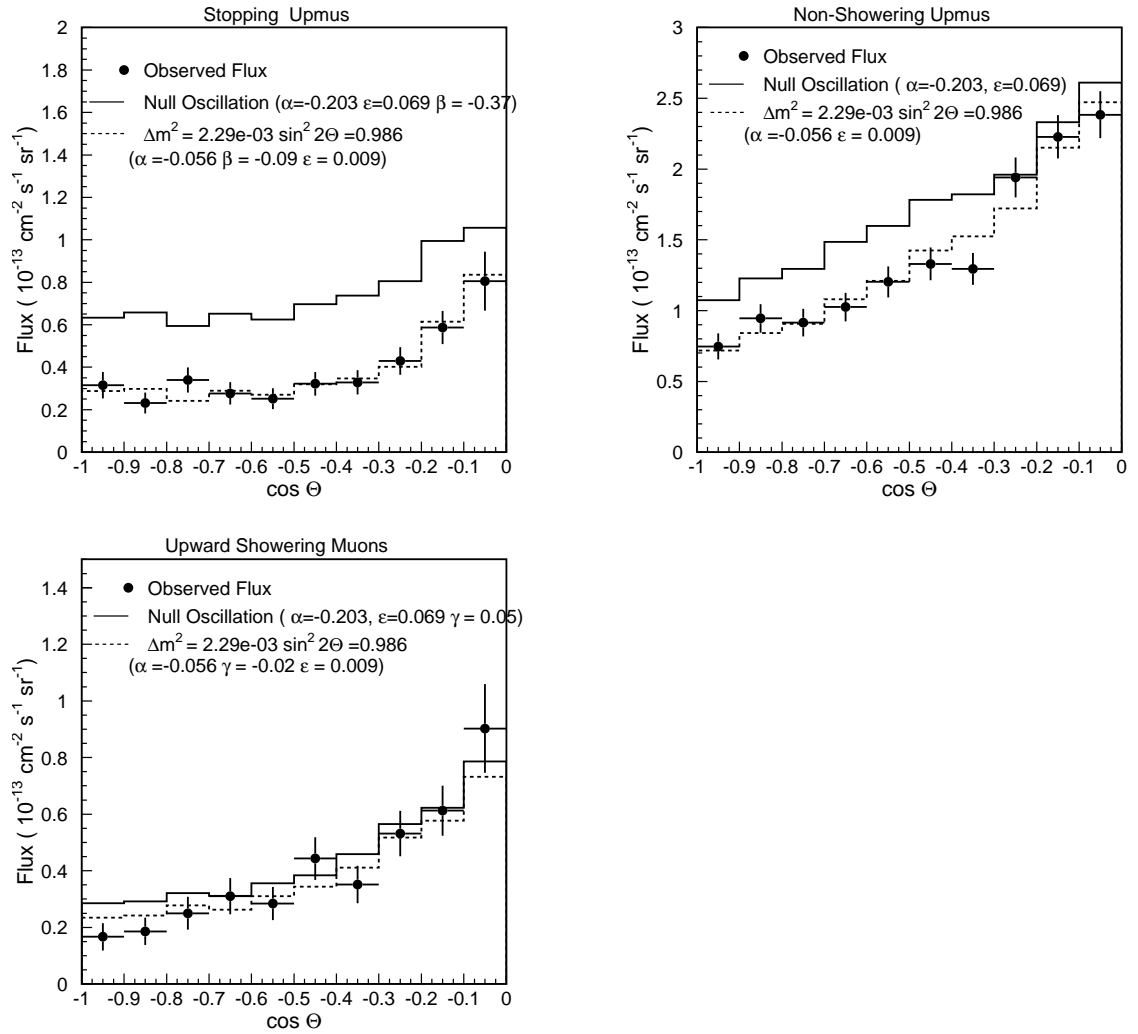 Stopping Upmus
Flux ( 10⁻¹³ cm⁻² s⁻¹ sr⁻¹)
2
1.8
1.6
1.4
1.2
1
0.8
0.6
0.4
0.2
0
Observed Flux
Null Oscillation (α=-0.203 ε=0.069 β = -0.37)
Δm² = 2.29e-03 sin² 2Θ =0.986
(α =-0.056 β = -0.09 ε = 0.009)
-1 -0.9 -0.8 -0.7 -0.6 -0.5 -0.4 -0.3 -0.2 -0.1 0
cos Θ
Non-Showering Upmus
Flux ( 10⁻¹³ cm⁻² s⁻¹ sr⁻¹)
3
2.5
2
1.5
1
0.5
0
Observed Flux
Null Oscillation ( α=-0.203, ε=0.069)
Δm² = 2.29e-03 sin² 2Θ =0.986
(α =-0.056 ε = 0.009)
-1 -0.9 -0.8 -0.7 -0.6 -0.5 -0.4 -0.3 -0.2 -0.1 0
cos Θ
Upward Showering Muons
Flux ( 10⁻¹³ cm⁻² s⁻¹ sr⁻¹)
1.4
1.2
1
0.8
0.6
0.4
0.2
0
Observed Flux
Null Oscillation ( α=-0.203, ε=0.069 γ = 0.05)
Δm² = 2.29e-03 sin² 2Θ =0.986
(α =-0.056 γ = -0.02 ε = 0.009)
-1 -0.9 -0.8 -0.7 -0.6 -0.5 -0.4 -0.3 -0.2 -0.1 0
cos Θ